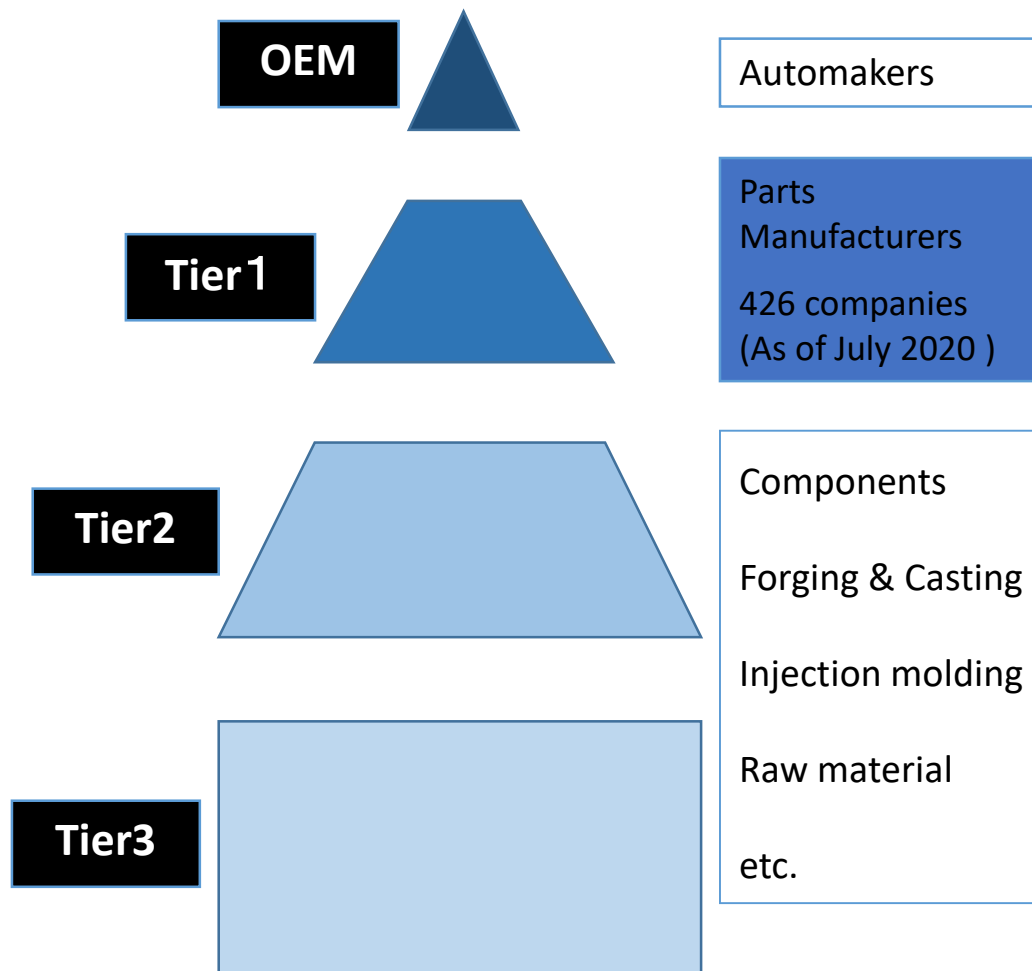 OEM
Automakers
Tier1
Parts
Manufacturers
426 companies
(As of July 2020 )
Tier2
Components
Forging & Casting
Injection molding
Raw material
etc.
Tier3